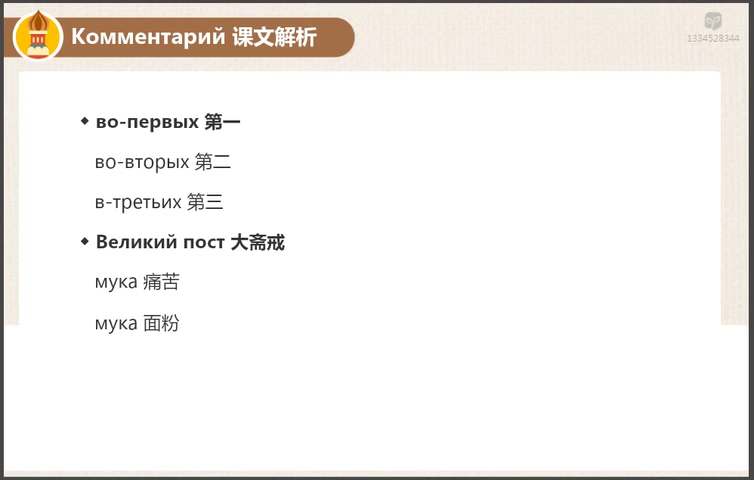 Комментарий 课文解析
1334528344
во-первых 第一
во-вторых 第二
в-третьих 第三
Великий пост 大斋戒
мука 痛苦
мука 面粉